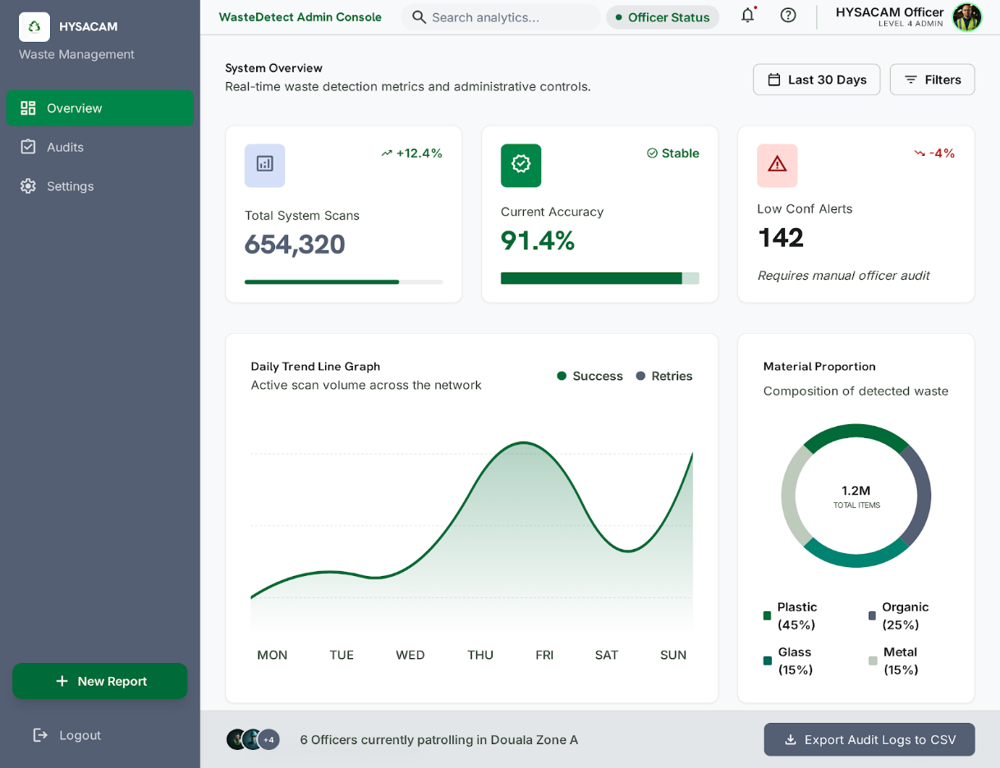 HYSACAM
Waste Management
Overview
Audits
Settings
New Report
Logout
WasteDetect Admin Console
Search analytics...
Officer Status
HYSACAM Officer
LEVEL 4 ADMIN
System Overview
Real-time waste detection metrics and administrative controls.
Last 30 Days
Filters
+12.4%
Total System Scans
654,320
Stable
Current Accuracy
91.4%
-4%
Low Conf Alerts
142
Requires manual officer audit
Daily Trend Line Graph
Active scan volume across the network
Success
Retries
MON TUE WED THU FRI SAT SUN
Material Proportion
Composition of detected waste
1.2M
TOTAL ITEMS
Plastic
(45%)
Organic
(25%)
Glass
(15%)
Metal
(15%)
+4
6 Officers currently patrolling in Douala Zone A
Export Audit Logs to CSV